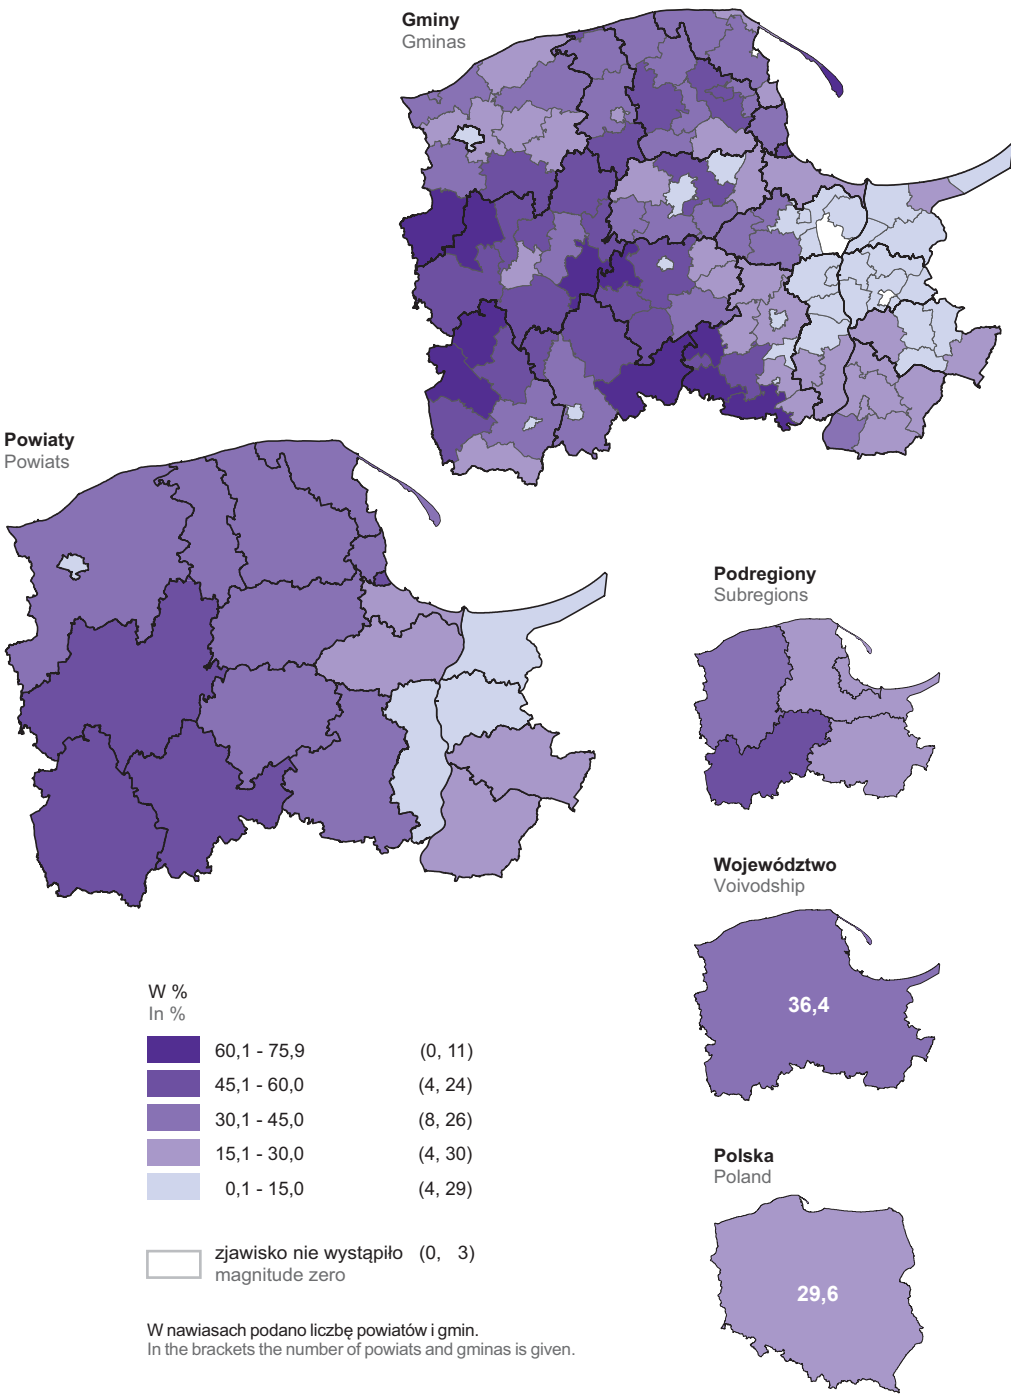 Gminy
Gminas
Powiaty
Powiats
Podregiony
Subregions
Województwo
Voivodship
36,4
W %
In %
60,1 - 75,9 (0, 11)
45,1 - 60,0 (4, 24)
30,1 - 45,0 (8, 26)
15,1 - 30,0 (4, 30)
0,1 - 15,0 (4, 29)
zjawisko nie wystąpiło (0, 3)
magnitude zero
Polska
Poland
29,6
W nawiasach podano liczbę powiatów i gmin.
In the brackets the number of powiats and gminas is given.